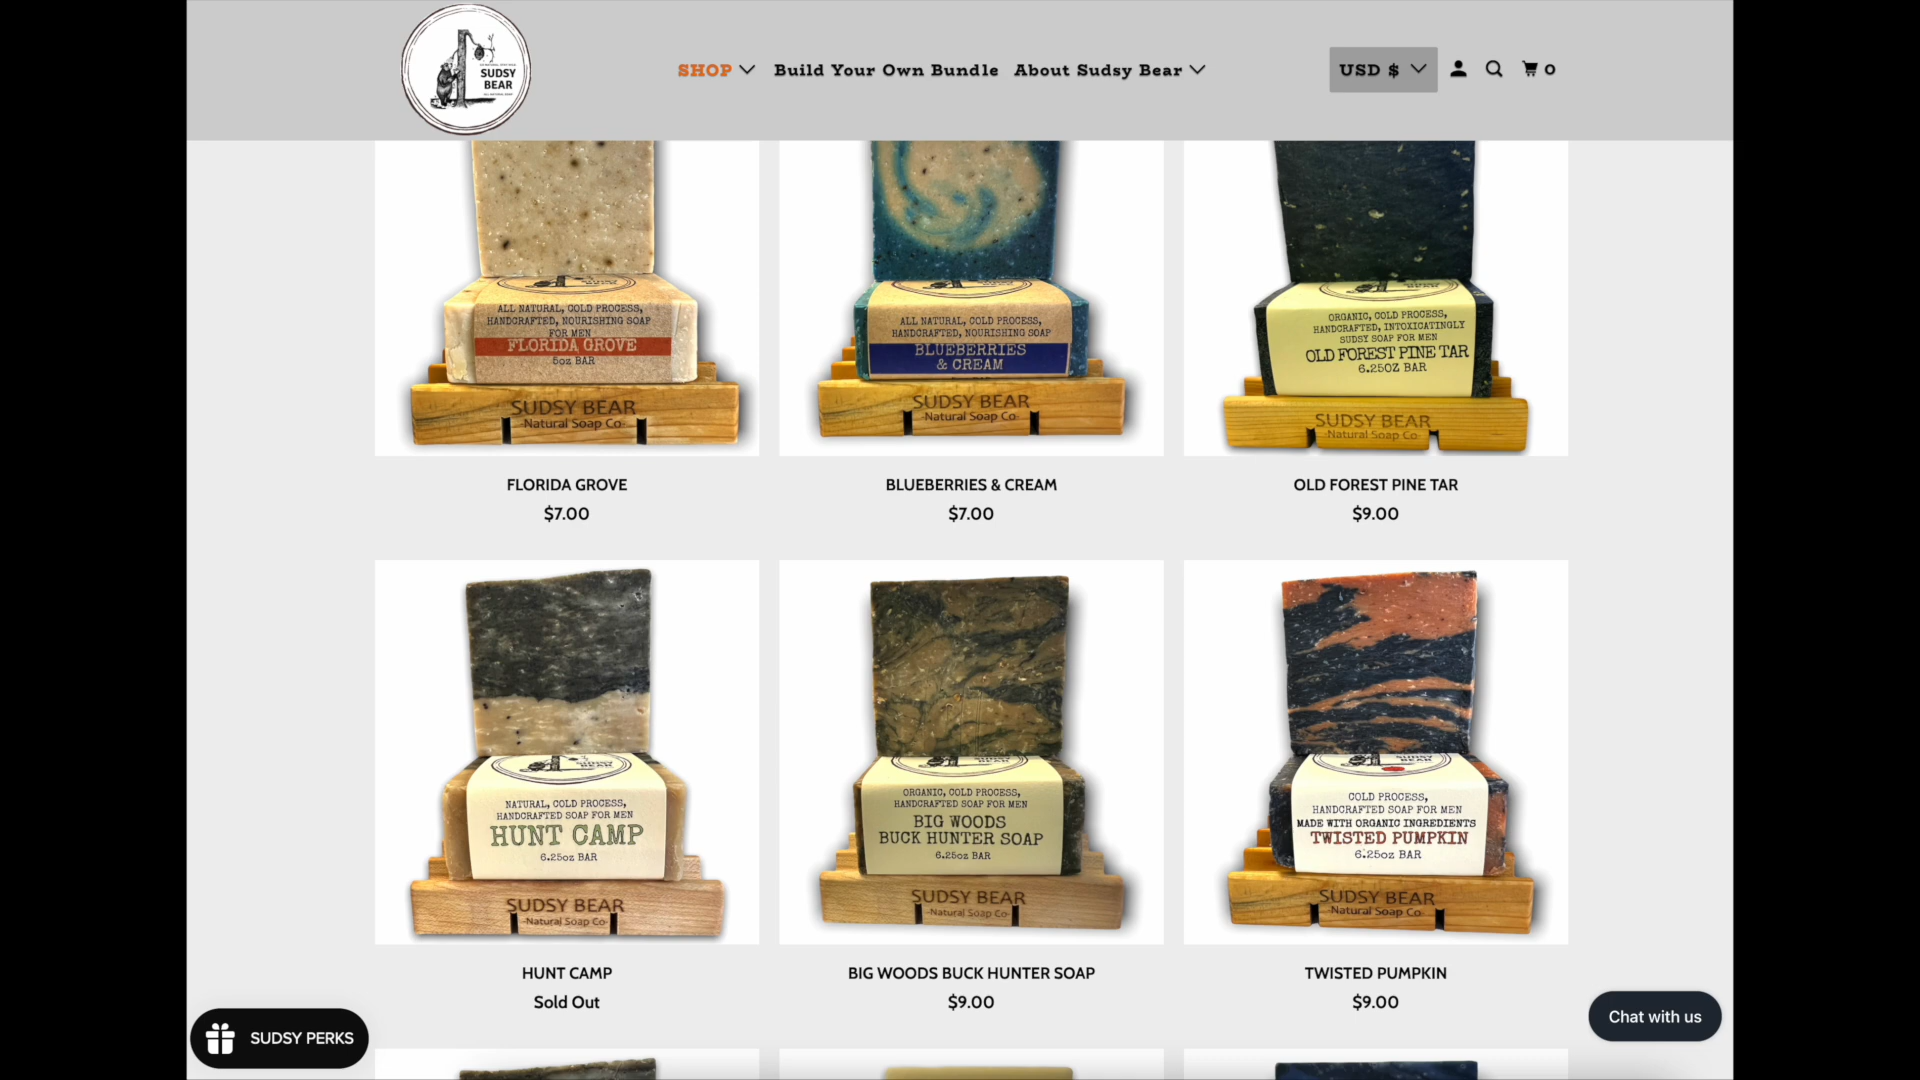 SUDSY
BEAR
SHOP
Build Your Own Bundle
About Sudsy Bear
USD $
0
ALL NATURAL, COLD PROCESS,
HANDCRAFTED, NOURISHING SOAP
FOR MEN
FLORIDA GROVE
5oz BAR
SUDSY BEAR
-Natural Soap Co-
ALL NATURAL, COLD PROCESS,
HANDCRAFTED, NOURISHING SOAP
BLUEBERRIES
& CREAM
SUDSY BEAR
-Natural Soap Co-
ORGANIC, COLD PROCESS,
HANDCRAFTED, INTOXICATINGLY
SUDSY SOAP FOR MEN
OLD FOREST PINE TAR
6.25OZ BAR
SUDSY BEAR
Natural Soap Co
FLORIDA GROVE
$7.00
BLUEBERRIES & CREAM
$7.00
OLD FOREST PINE TAR
$9.00
SUDSY
BEAR
NATURAL, COLD PROCESS,
HANDCRAFTED SOAP FOR MEN
HUNT CAMP
6.25oz BAR
SUDSY BEAR
-Natural Soap Co-
ORGANIC, COLD PROCESS,
HANDCRAFTED SOAP FOR MEN
BIG WOODS
BUCK HUNTER SOAP
6.25oz BAR
SUDSY BEAR
-Natural Soap Co-
COLD PROCESS,
HANDCRAFTED SOAP FOR MEN
MADE WITH ORGANIC INGREDIENTS
TWISTED PUMPKIN
6.25oz BAR
SUDSY BEAR
-Natural Soap Co-
HUNT CAMP
Sold Out
BIG WOODS BUCK HUNTER SOAP
$9.00
TWISTED PUMPKIN
$9.00
SUDSY PERKS
Chat with us